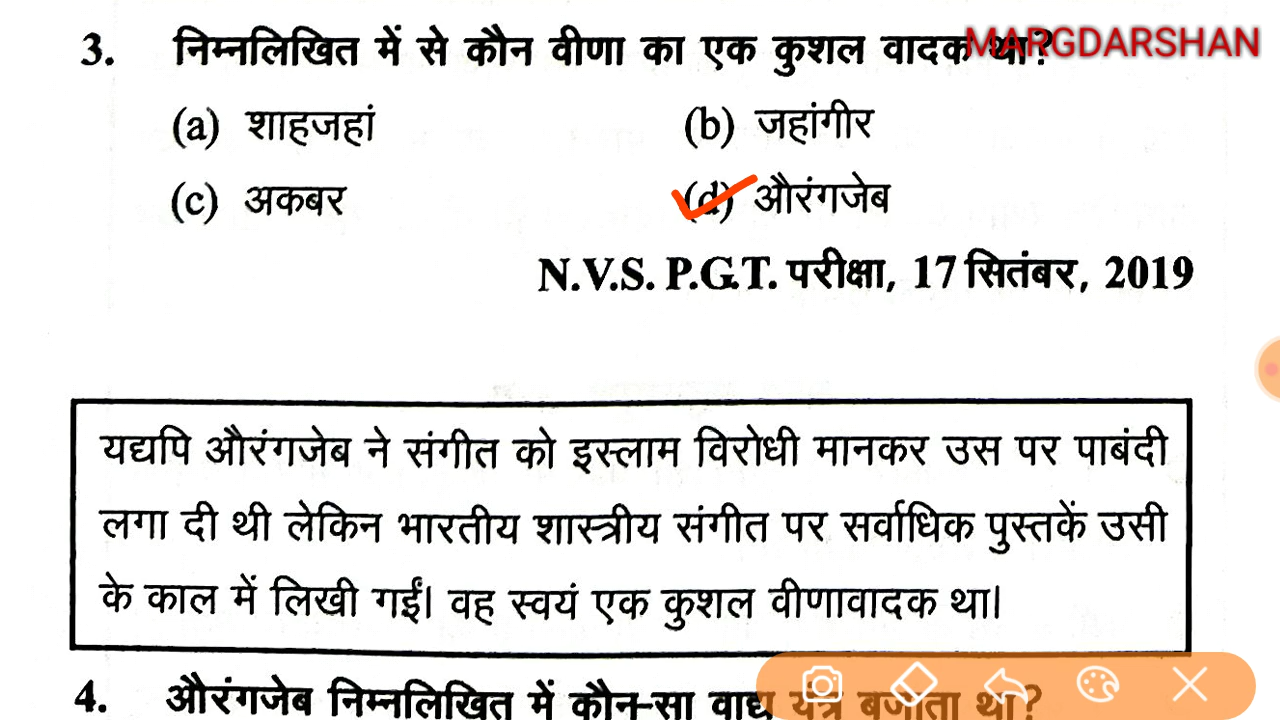 MARGDARSHAN
3. निम्नलिखित में से कौन वीणा का एक कुशल वादक था?
(a) शाहजहां (b) जहांगीर
(c) अकबर (d) औरंगजेब
N.V.S. P.G.T. परीक्षा, 17 सितंबर, 2019
यद्यपि औरंगजेब ने संगीत को इस्लाम विरोधी मानकर उस पर पाबंदी
लगा दी थी लेकिन भारतीय शास्त्रीय संगीत पर सर्वाधिक पुस्तकें उसी
के काल में लिखी गईं। वह स्वयं एक कुशल वीणावादक था।
4. औरंगजेब निम्नलिखित में कौन-सा वाद्य यंत्र बजाता था?